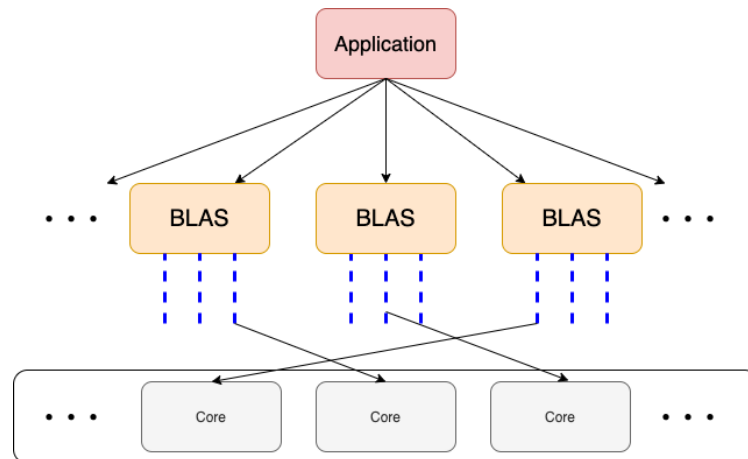 Application
BLAS
BLAS
BLAS
Core
Core
Core